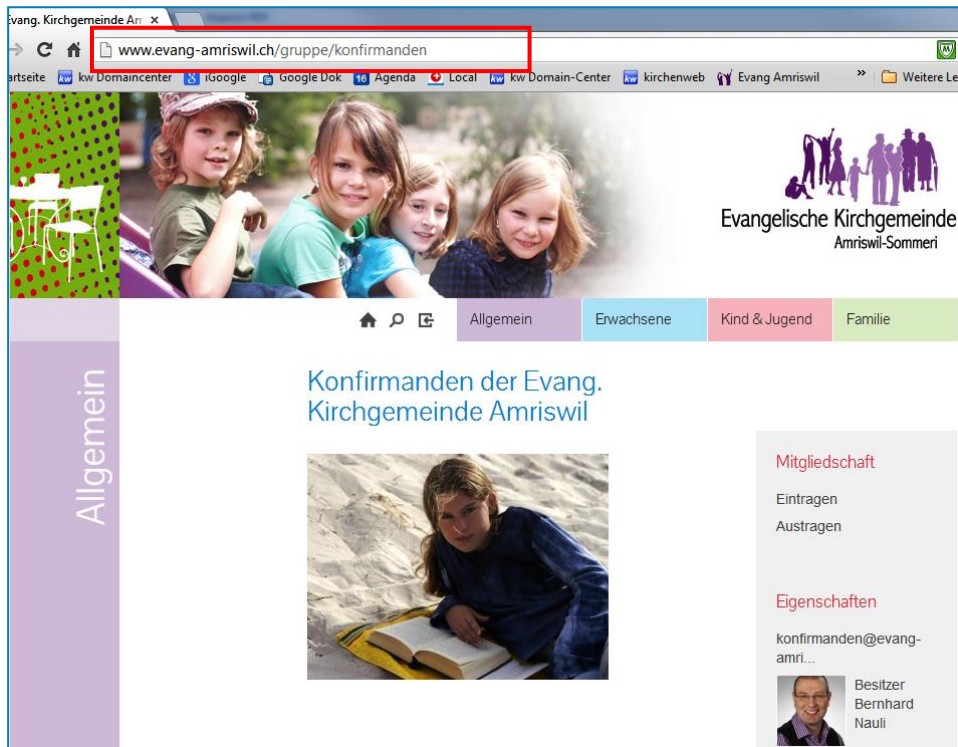 Evang. Kirchgemeinde Am
www.evang-amriswil.ch/gruppe/konfirmanden
artseite kw Domaincenter iGoogle Google Dok 16 Agenda Local kw Domain-Center kirchenweb Evang Amriswil » Weitere Le
Evangelische Kirchgemeinde
Amriswil-Sommeri
Allgemein Erwachsene Kind & Jugend Familie
Allgemein
Konfirmanden der Evang.
Kirchgemeinde Amriswil
Mitgliedschaft
Eintragen
Austragen
Eigenschaften
konfirmanden@evang-
amri...
Besitzer
Bernhard
Nauli